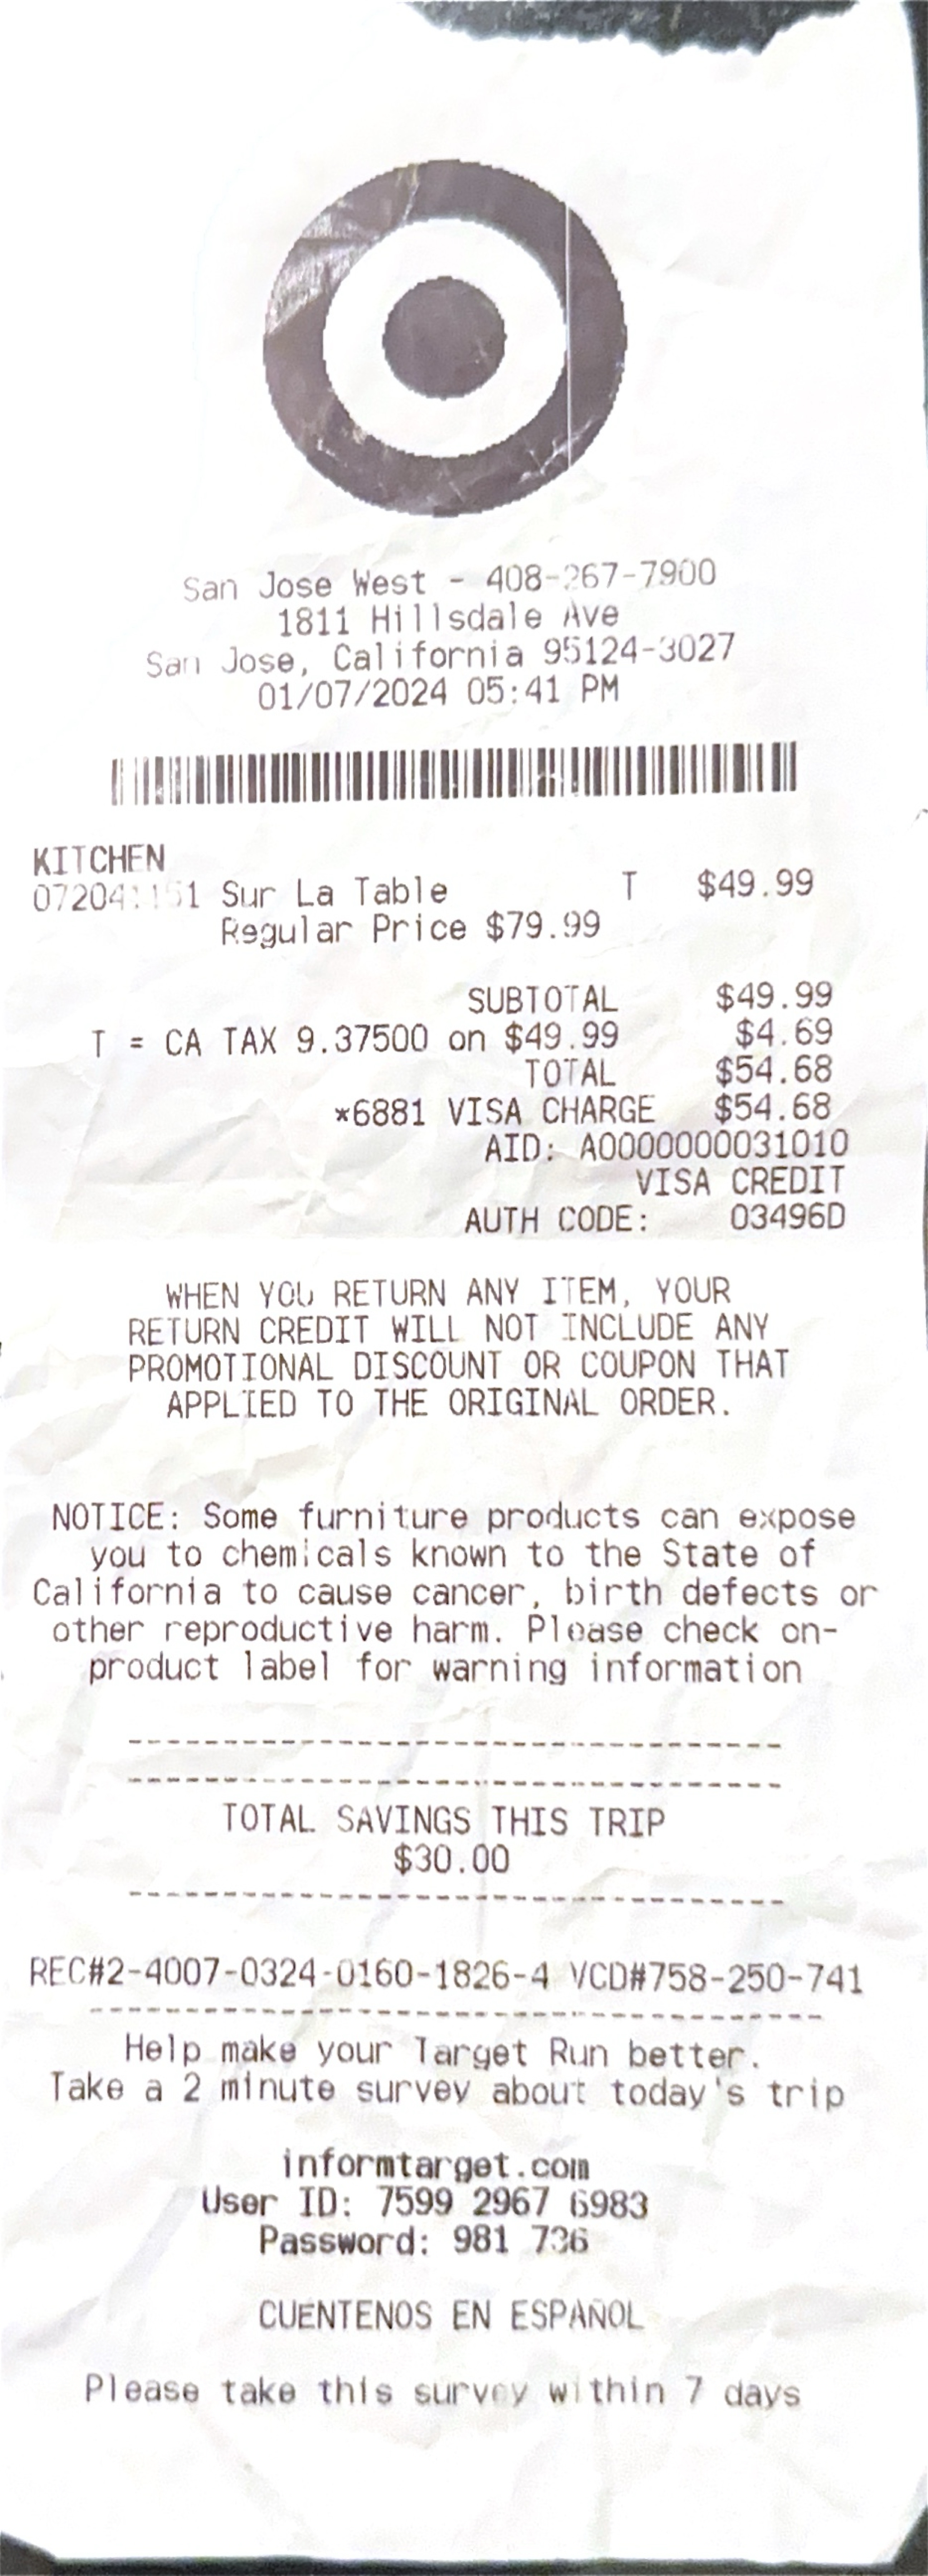 San Jose West - 408-267-7900
1811 Hillsdale Ave
San Jose, California 95124-3027
01/07/2024 05:41 PM
KITCHEN
Sur La Table T $49.99
Regular Price $79.99
SUBTOTAL $49.99
T = CA TAX 9.37500 on $49.99 $4.69
TOTAL $54.68
*6881 VISA CHARGE $54.68
AID: A0000000031010
VISA CREDIT
AUTH CODE: 03496D
WHEN YOU RETURN ANY ITEM, YOUR
RETURN CREDIT WILL NOT INCLUDE ANY
PROMOTIONAL DISCOUNT OR COUPON THAT
APPLIED TO THE ORIGINAL ORDER.
NOTICE: Some furniture products can expose
you to chemicals known to the State of
California to cause cancer, birth defects or
other reproductive harm. Please check on-
product label for warning information
TOTAL SAVINGS THIS TRIP
$30.00
REC#2-4007-0324-0160-1826-4 VCD#758-250-741
Help make your Target Run better.
Take a 2 minute survey about today's trip
informtarget.com
User ID: 7599 2967 6983
Password: 981 736
CUENTENOS EN ESPAÑOL
Please take this survey within 7 days